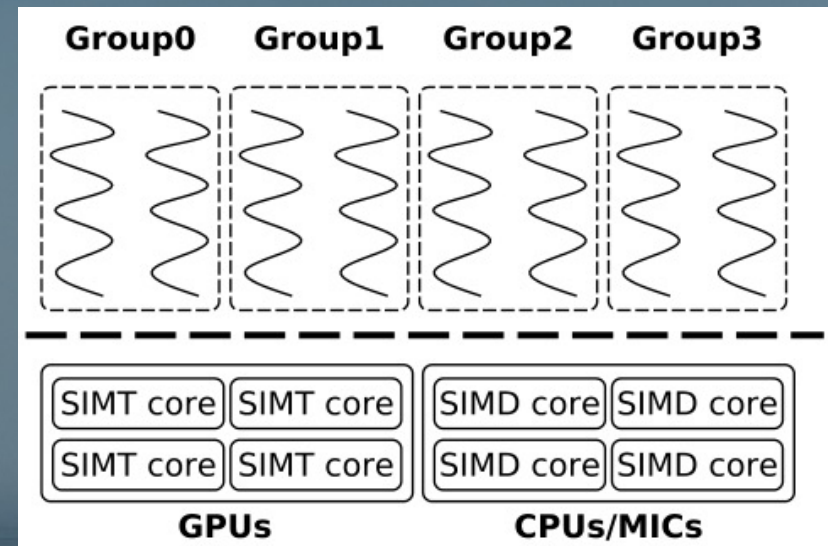 Group0 Group1 Group2 Group3
SIMT core SIMT core SIMD core SIMD core
SIMT core SIMT core SIMD core SIMD core
GPUs CPUs/MICs